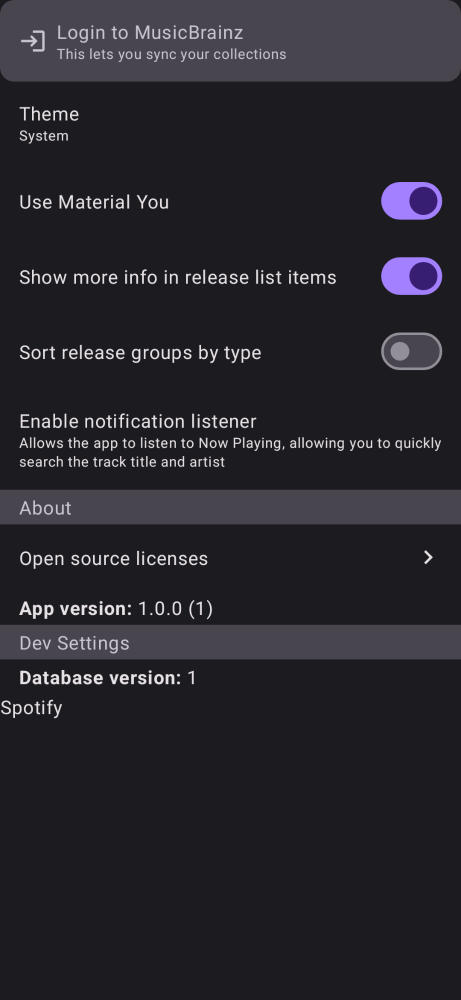 Login to MusicBrainz
This lets you sync your collections
Theme
System
Use Material You
Show more info in release list items
Sort release groups by type
Enable notification listener
Allows the app to listen to Now Playing, allowing you to quickly
search the track title and artist
About
Open source licenses
App version: 1.0.0 (1)
Dev Settings
Database version: 1
Spotify